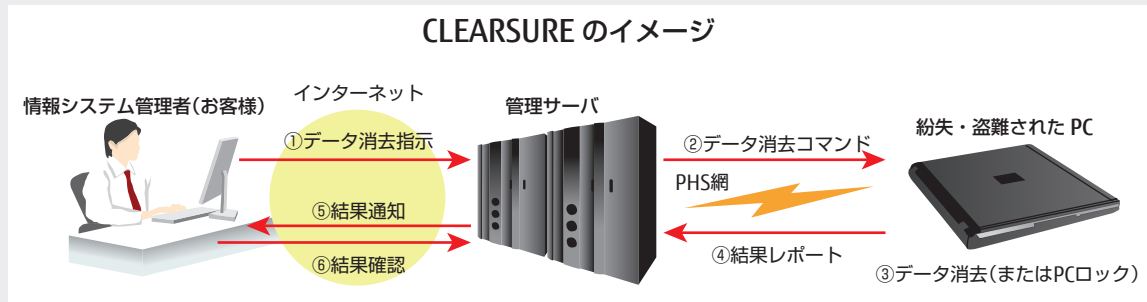 CLEARSURE のイメージ
情報システム管理者(お客様)
インターネット
管理サーバ
紛失・盗難された PC
①データ消去指示
②データ消去コマンド
PHS網
⑤結果通知
④結果レポート
⑥結果確認
③データ消去(またはPCロック)